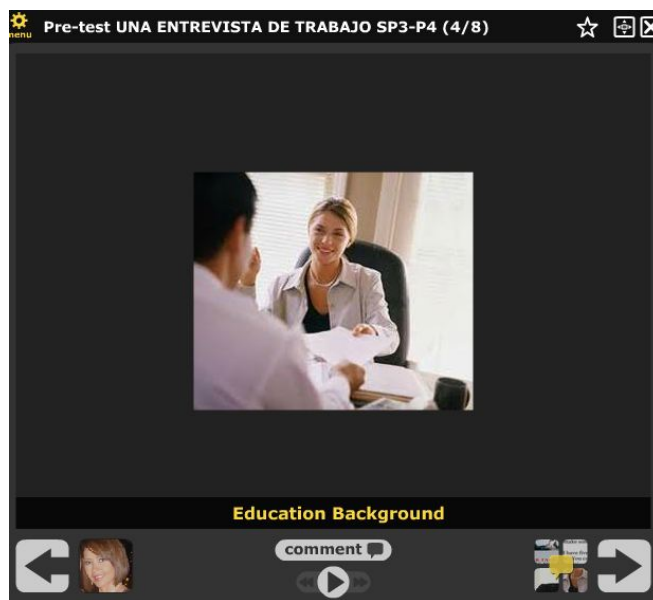 menu
Pre-test UNA ENTREVISTA DE TRABAJO SP3-P4 (4/8)
Education Background
comment